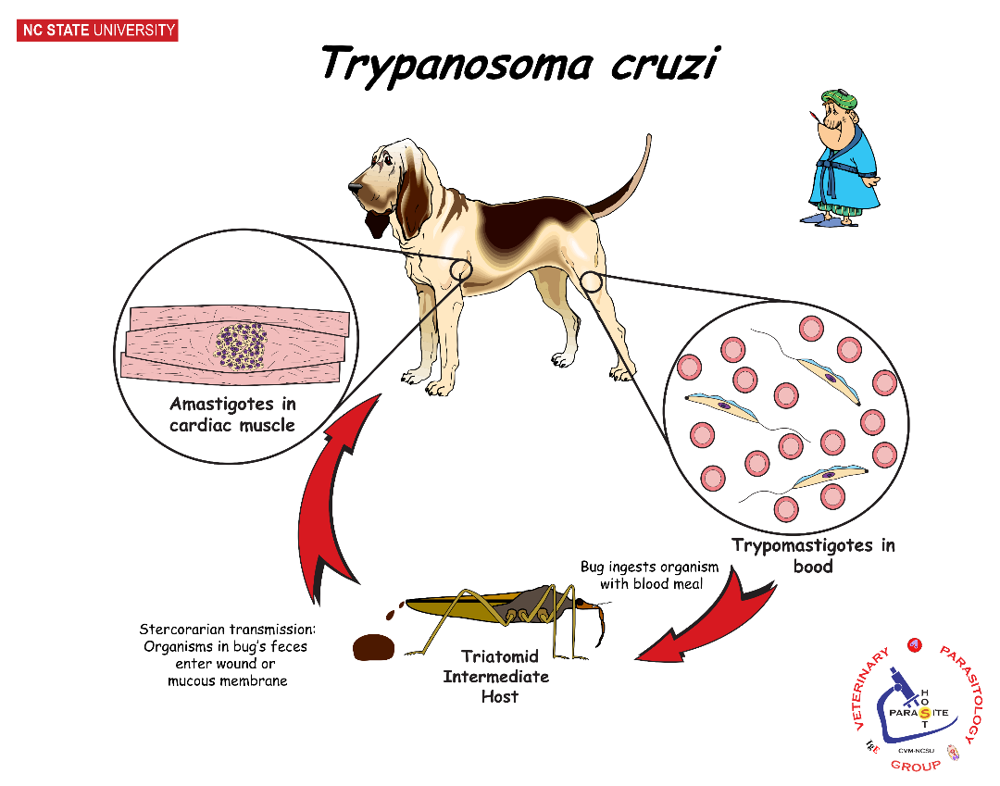 NC STATE UNIVERSITY
Trypanosoma cruzi
Amastigotes in
cardiac muscle
Trypomastigotes in
bood
Bug ingests organism
with blood meal
Stercorarian transmission:
Organisms in bug's feces
enter wound or
mucous membrane
Triatomid
Intermediate
Host
VETERINARY PARASITOLOGY
HOST
PARASITE
IgE
CVM-NCSU
GROUP